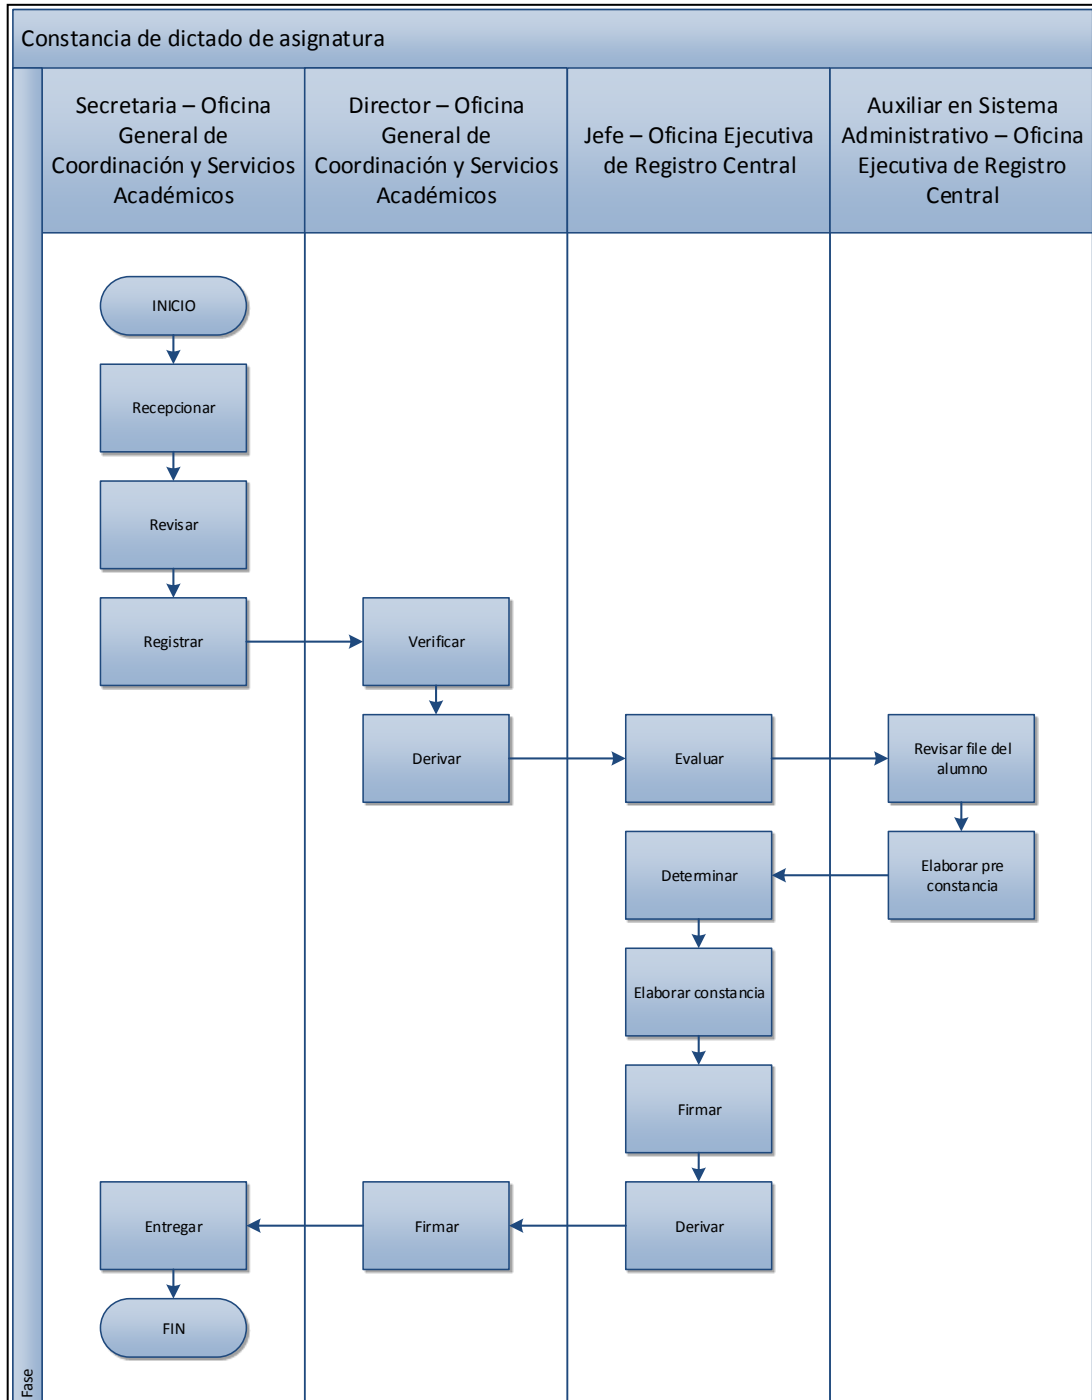 Constancia de dictado de asignatura
Secretaria – Oficina
General de
Coordinación y Servicios
Académicos
Director – Oficina
General de
Coordinación y Servicios
Académicos
Jefe – Oficina Ejecutiva
de Registro Central
Auxiliar en Sistema
Administrativo – Oficina
Ejecutiva de Registro
Central
INICIO
Recepcionar
Revisar
Registrar
Verificar
Derivar
Evaluar
Revisar file del
alumno
Elaborar pre
constancia
Determinar
Elaborar constancia
Firmar
Derivar
Firmar
Entregar
FIN
Fase